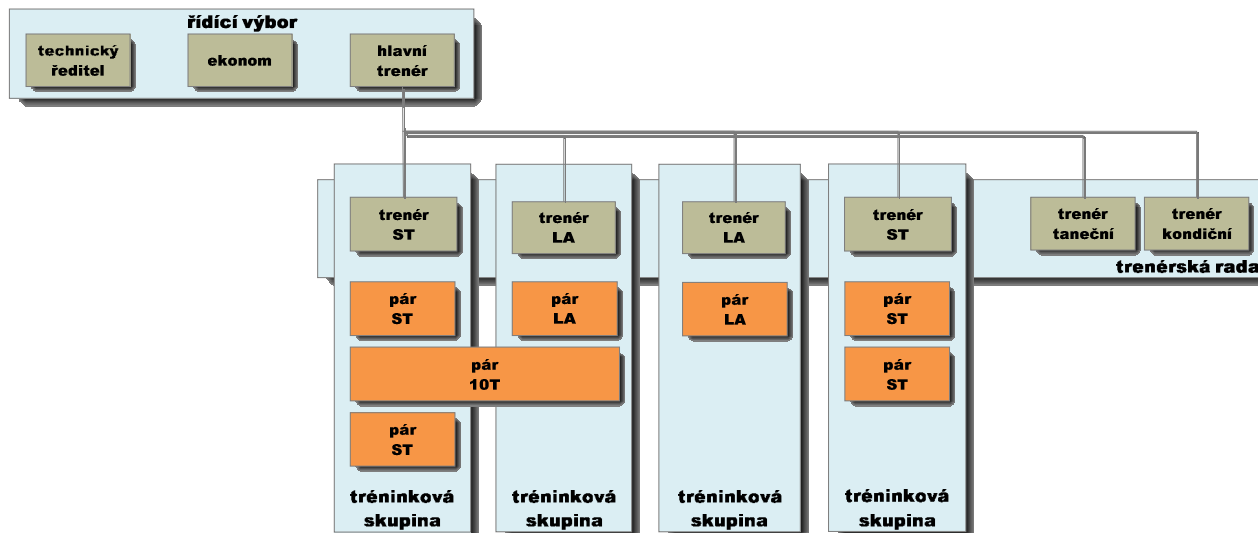 řídící výbor
technický
ředitel
ekonom
hlavní
trenér
trenér
ST
trenér
LA
trenér
LA
trenér
ST
trenér
taneční
trenér
kondiční
trenérská rada
pár
ST
pár
LA
pár
LA
pár
ST
pár
10T
pár
ST
pár
ST
tréninková
skupina
tréninková
skupina
tréninková
skupina
tréninková
skupina